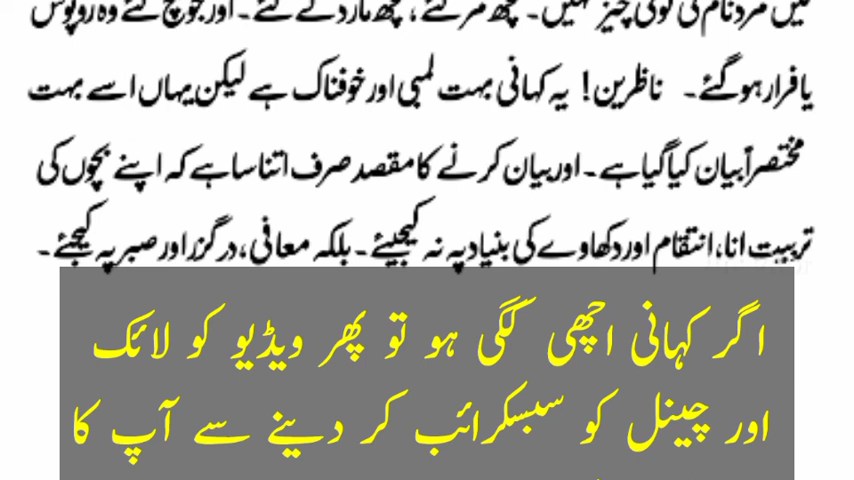 میں مرد نام کی کوئی چیز نہیں۔ کچھ مر گئے، کچھ مار دئے گئے۔ اور جو بچ گئے وہ روپوش
یا فرار ہو گئے۔ ناظرین! یہ کہانی بہت لمبی اور خوفناک ہے لیکن یہاں اسے بہت
مختصراً بیان کیا گیا ہے۔ اور بیان کرنے کا مقصد صرف اتنا سا ہے کہ اپنے بچوں کی
تربیت انا، انتقام اور دکھاوے کی بنیاد پہ نہ کیجیئے۔ بلکہ معافی، درگزر اور صبر پہ کیجئے۔
اگر کہانی اچھی لگی ہو تو پھر ویڈیو کو لائک
اور چینل کو سبسکرائب کر دینے سے آپ کا